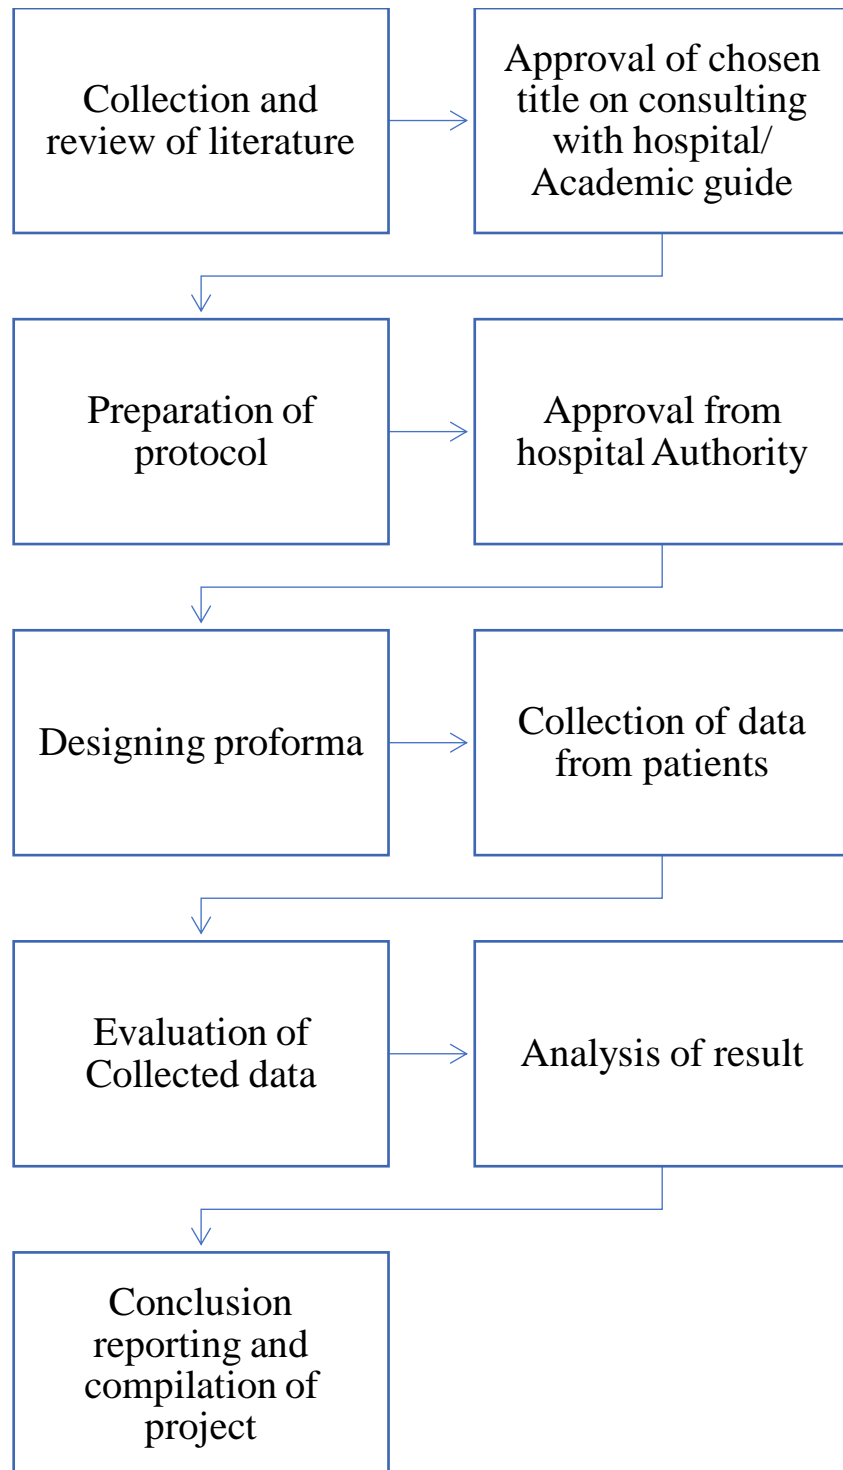 Collection and
review of literature
Approval of chosen
title on consulting
with hospital/
Academic guide
Preparation of
protocol
Approval from
hospital Authority
Designing proforma
Collection of data
from patients
Evaluation of
Collected data
Analysis of result
Conclusion
reporting and
compilation of
project